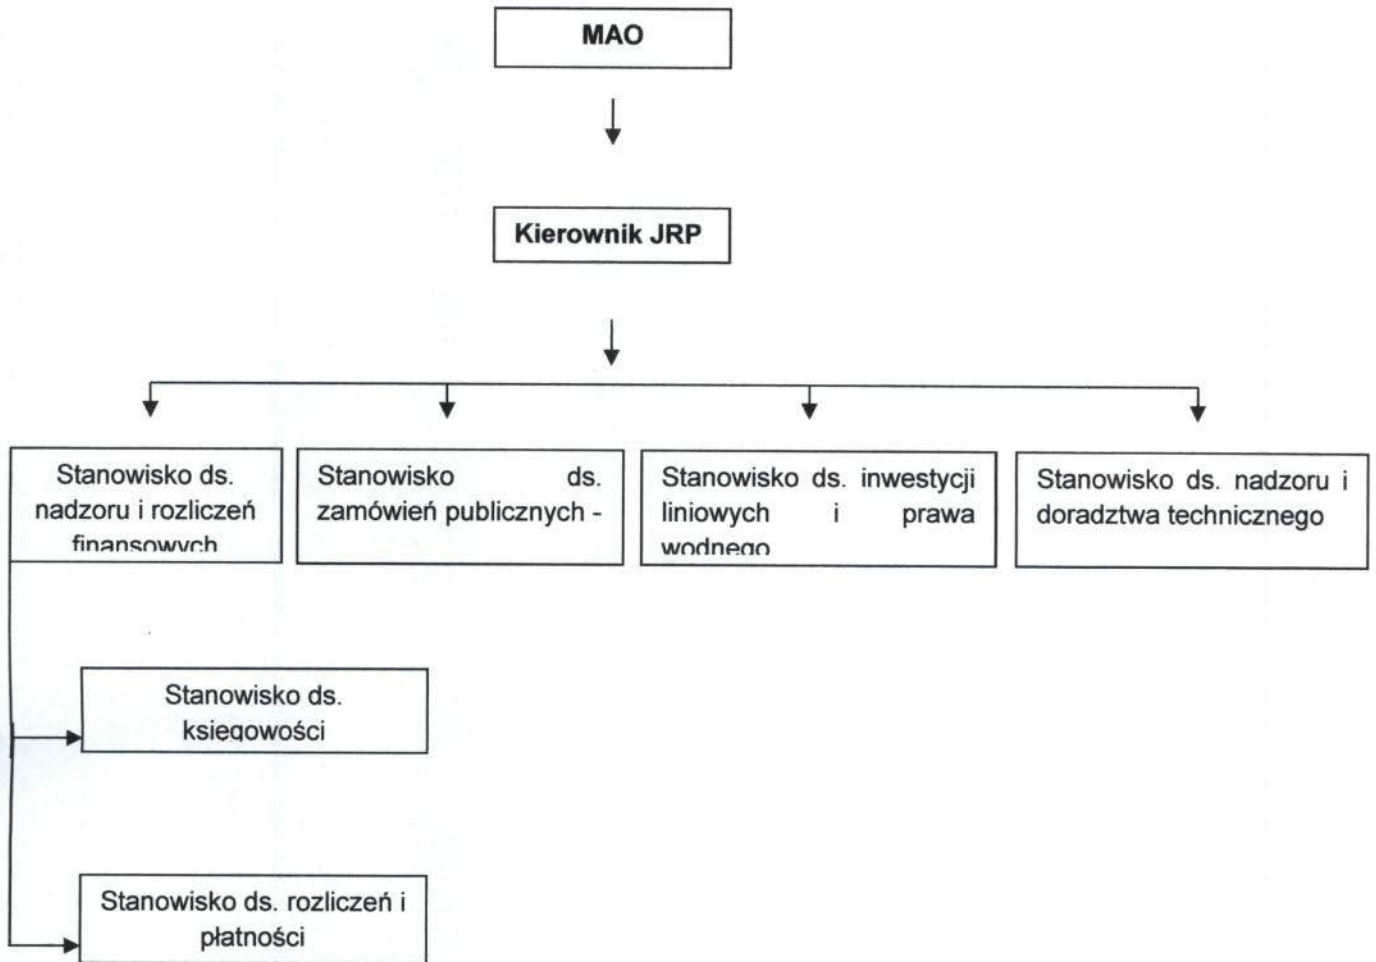 MAO
Kierownik JRP
Stanowisko ds.
nadzoru i rozliczeń
finansowych
Stanowisko ds.
zamówień publicznych -
Stanowisko ds. inwestycji
liniowych i prawa
wodnego
Stanowisko ds. nadzoru i
doradztwa technicznego
Stanowisko ds.
księgowości
Stanowisko ds. rozliczeń i
płatności